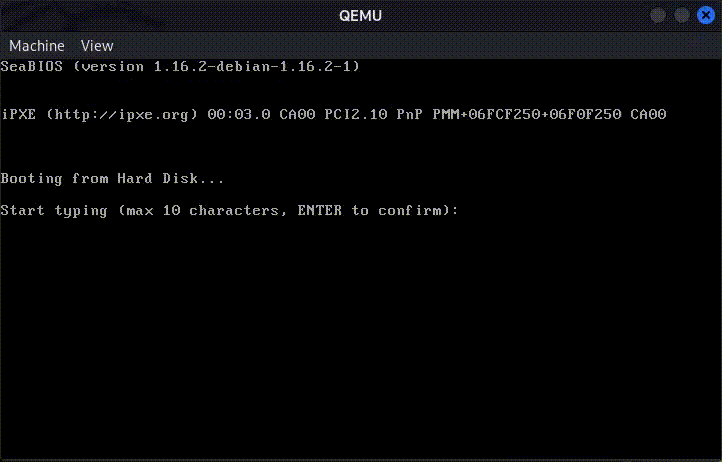 QEMU
Machine View
SeaBIOS (version 1.16.2-debian-1.16.2-1)
iPXE (http://ipxe.org) 00:03.0 CA00 PCI2.10 PnP PMM+06FCF250+06F0F250 CA00
Booting from Hard Disk...
Start typing (max 10 characters, ENTER to confirm):